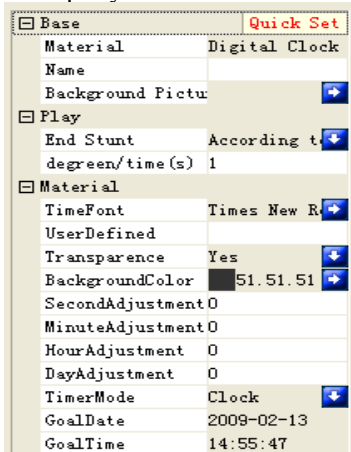 Base Quick Set
Material Digital Clock
Name
Background Pictu
Play
End Stunt According t
degreen/time(s) 1
Material
TimeFont Times New R
UserDefined
Transparence Yes
BackgroundColor 51.51.51
SecondAdjustment 0
MinuteAdjustment 0
HourAdjustment 0
DayAdjustment 0
TimerMode Clock
GoalDate 2009-02-13
GoalTime 14:55:47